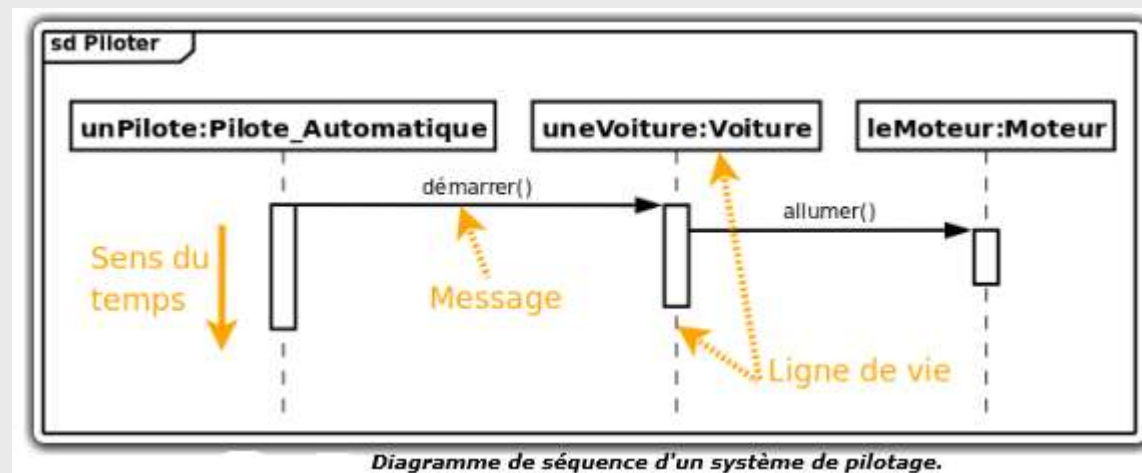 sd Piloter
unPilote:Pilote_Automatique
uneVoiture:Voiture
leMoteur:Moteur
démarrer()
allumer()
Sens du
temps
Message
Ligne de vie
Diagramme de séquence d'un système de pilotage.